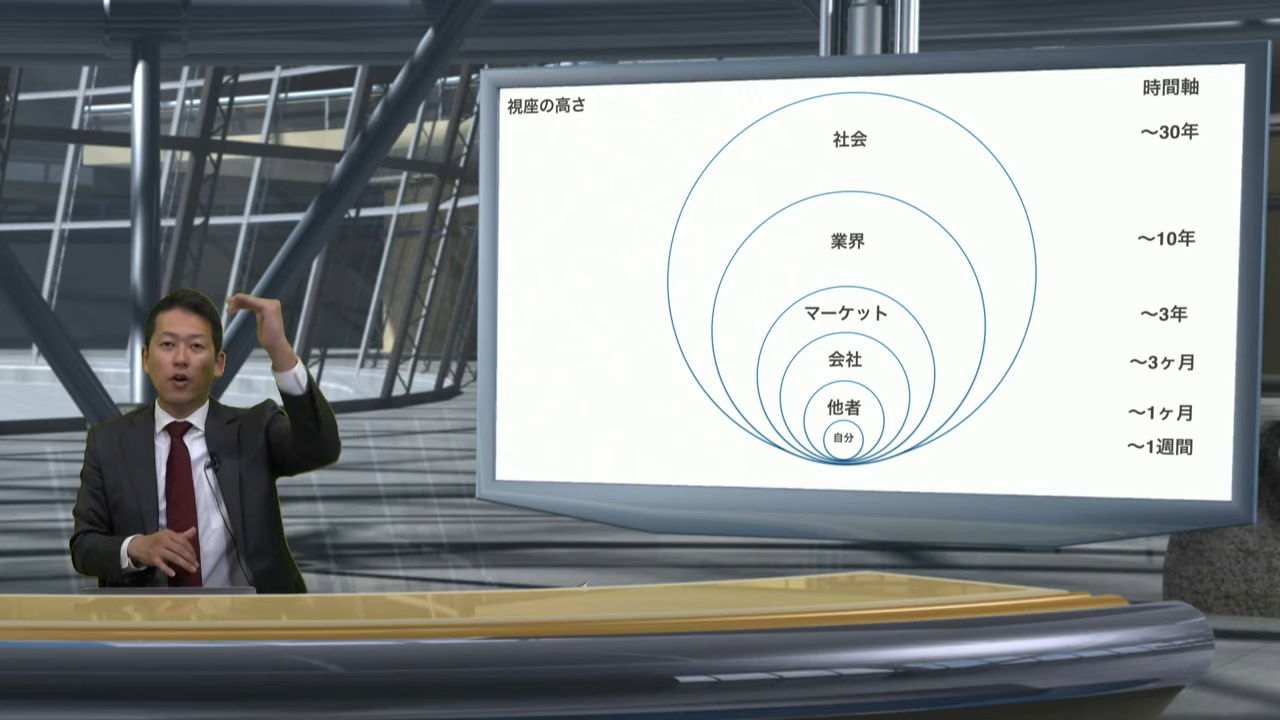 視座の高さ
時間軸
社会
〜30年
業界
〜10年
マーケット
〜3年
会社
〜3ヶ月
他者
〜1ヶ月
自分
〜1週間